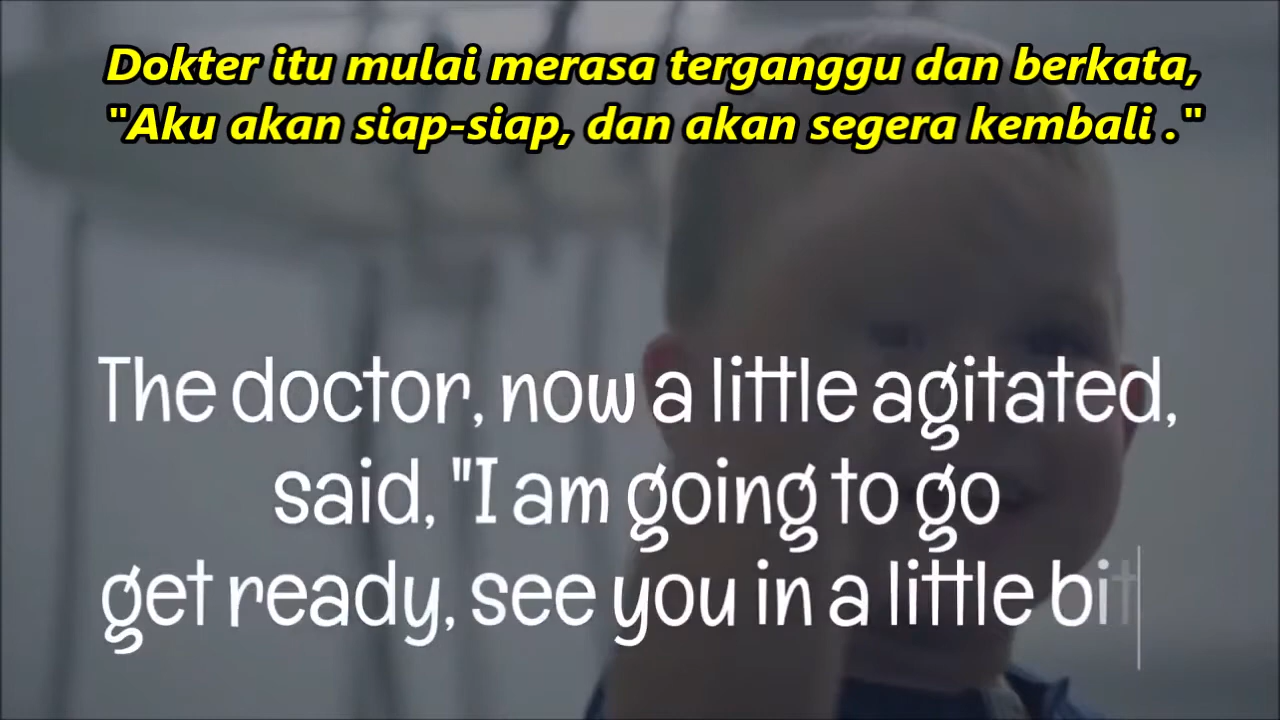 Dokter itu mulai merasa terganggu dan berkata,
"Aku akan siap-siap, dan akan segera kembali ."
The doctor, now a little agitated,
said, "I am going to go
get ready, see you in a little bit